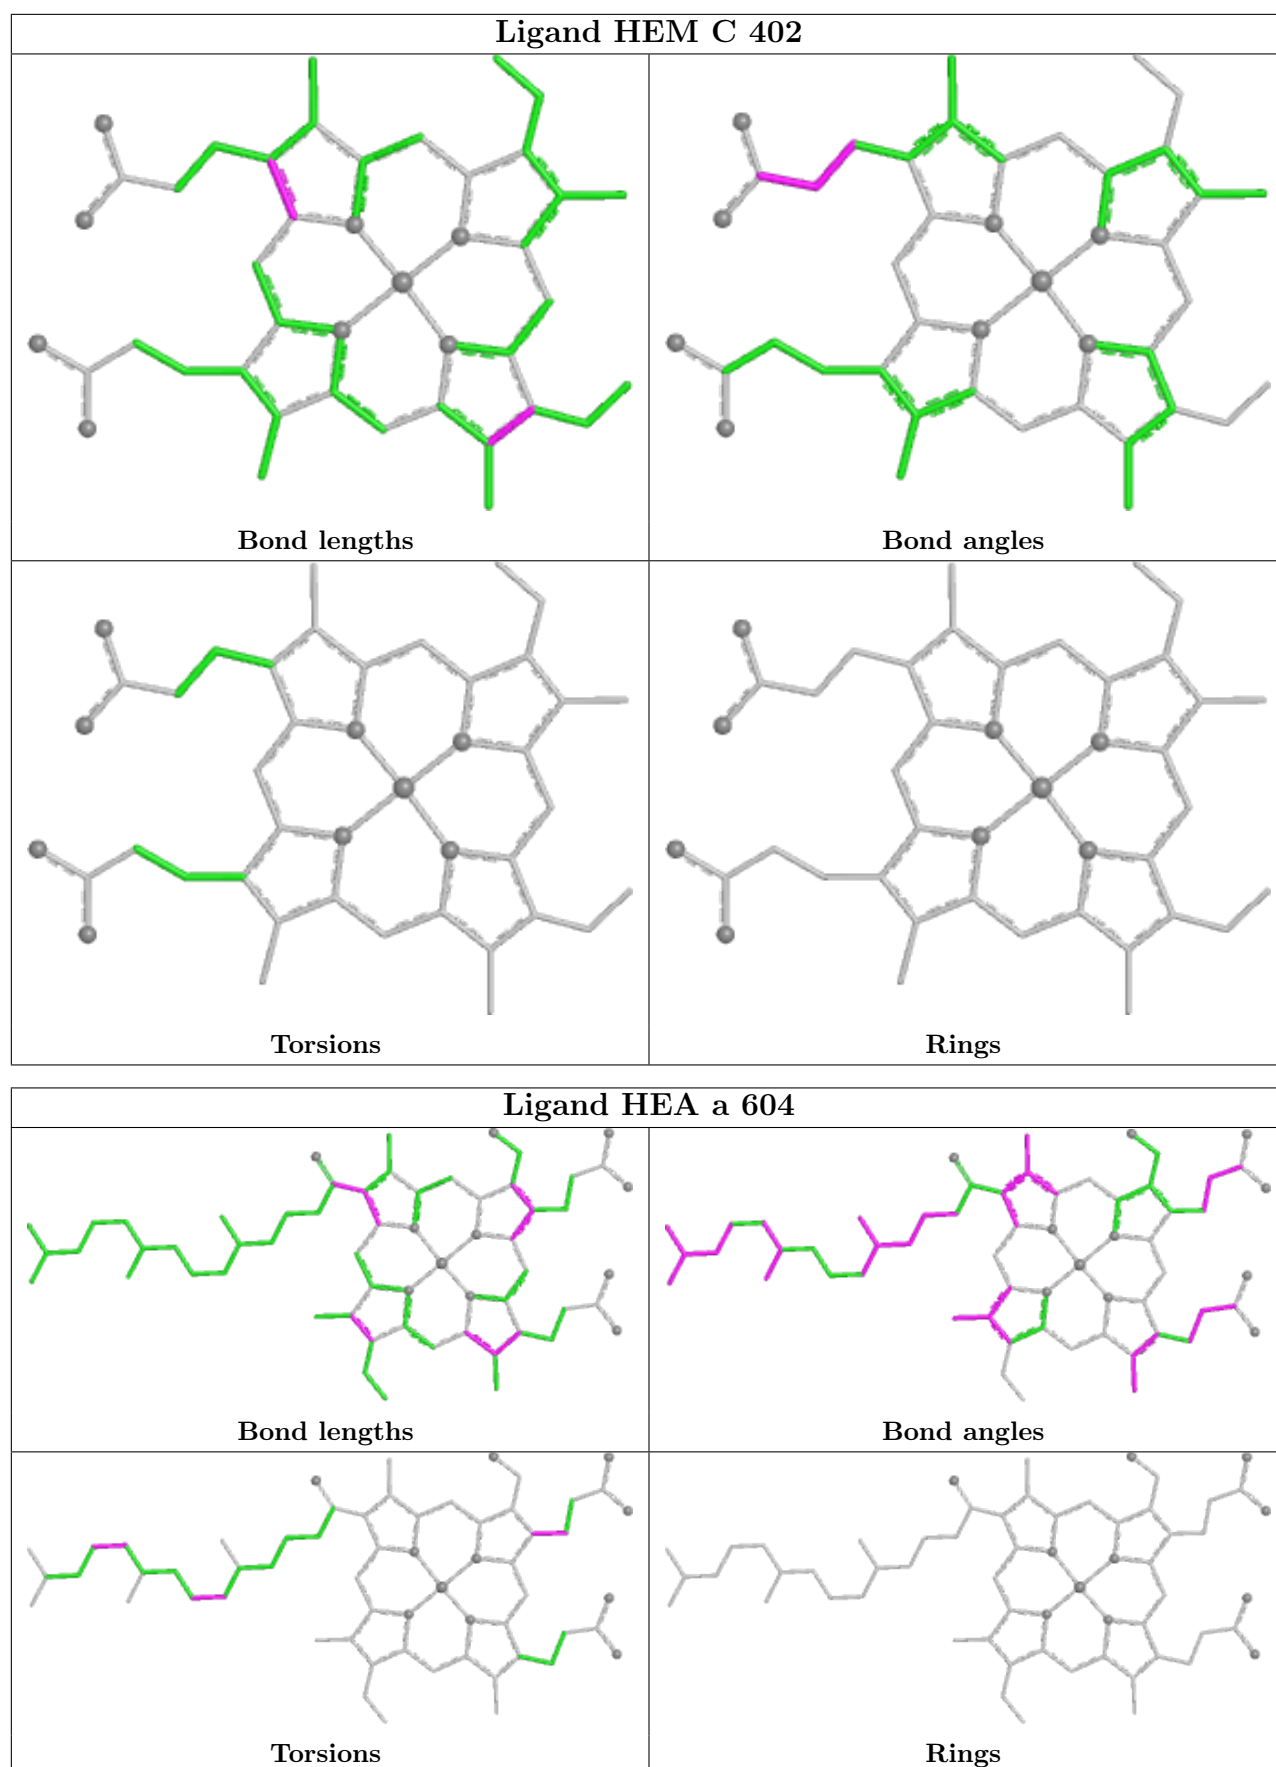 Ligand HEM C 402
Bond lengths
Bond angles
Torsions
Rings
Ligand HEA a 604
Bond lengths
Bond angles
Torsions
Rings